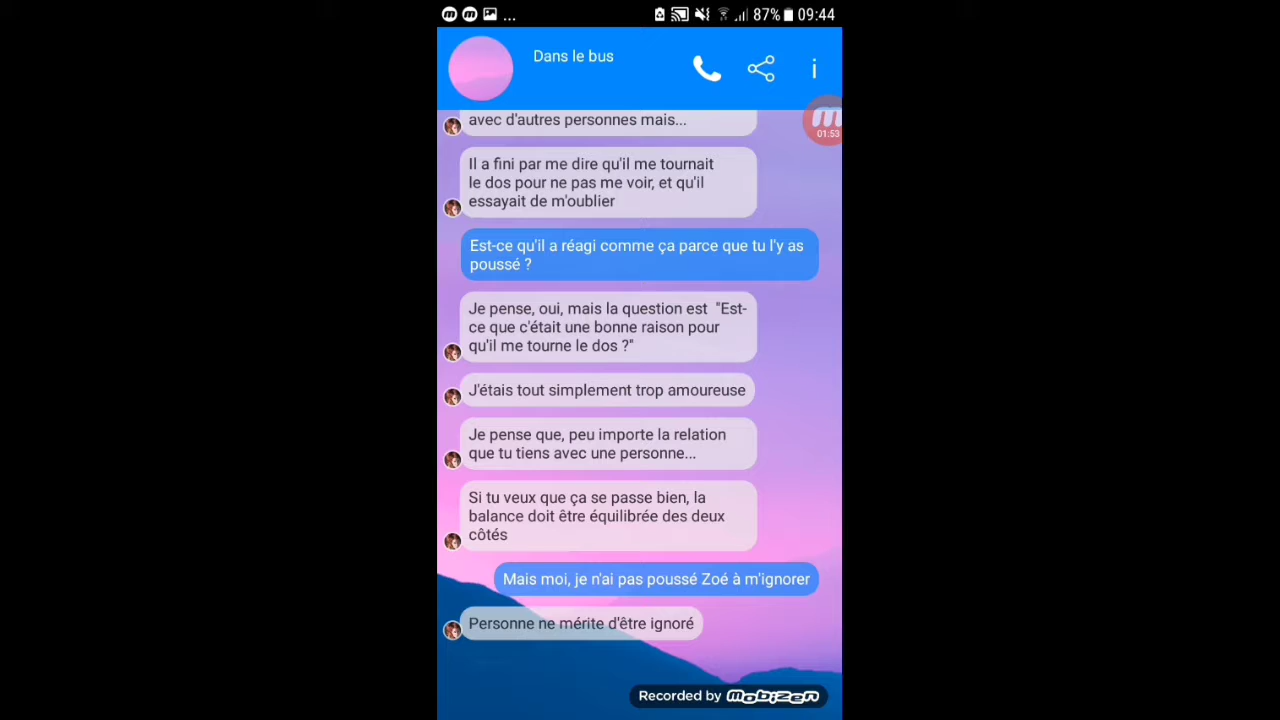 ... 87% 09:44
Dans le bus
i
avec d'autres personnes mais...
01:53
Il a fini par me dire qu'il me tournait
le dos pour ne pas me voir, et qu'il
essayait de m'oublier
Est-ce qu'il a réagi comme ça parce que tu l'y as
poussé ?
Je pense, oui, mais la question est  "Est-
ce que c'était une bonne raison pour
qu'il me tourne le dos ?"
J'étais tout simplement trop amoureuse
Je pense que, peu importe la relation
que tu tiens avec une personne...
Si tu veux que ça se passe bien, la
balance doit être équilibrée des deux
côtés
Mais moi, je n'ai pas poussé Zoé à m'ignorer
Personne ne mérite d'être ignoré
Recorded by mobizen